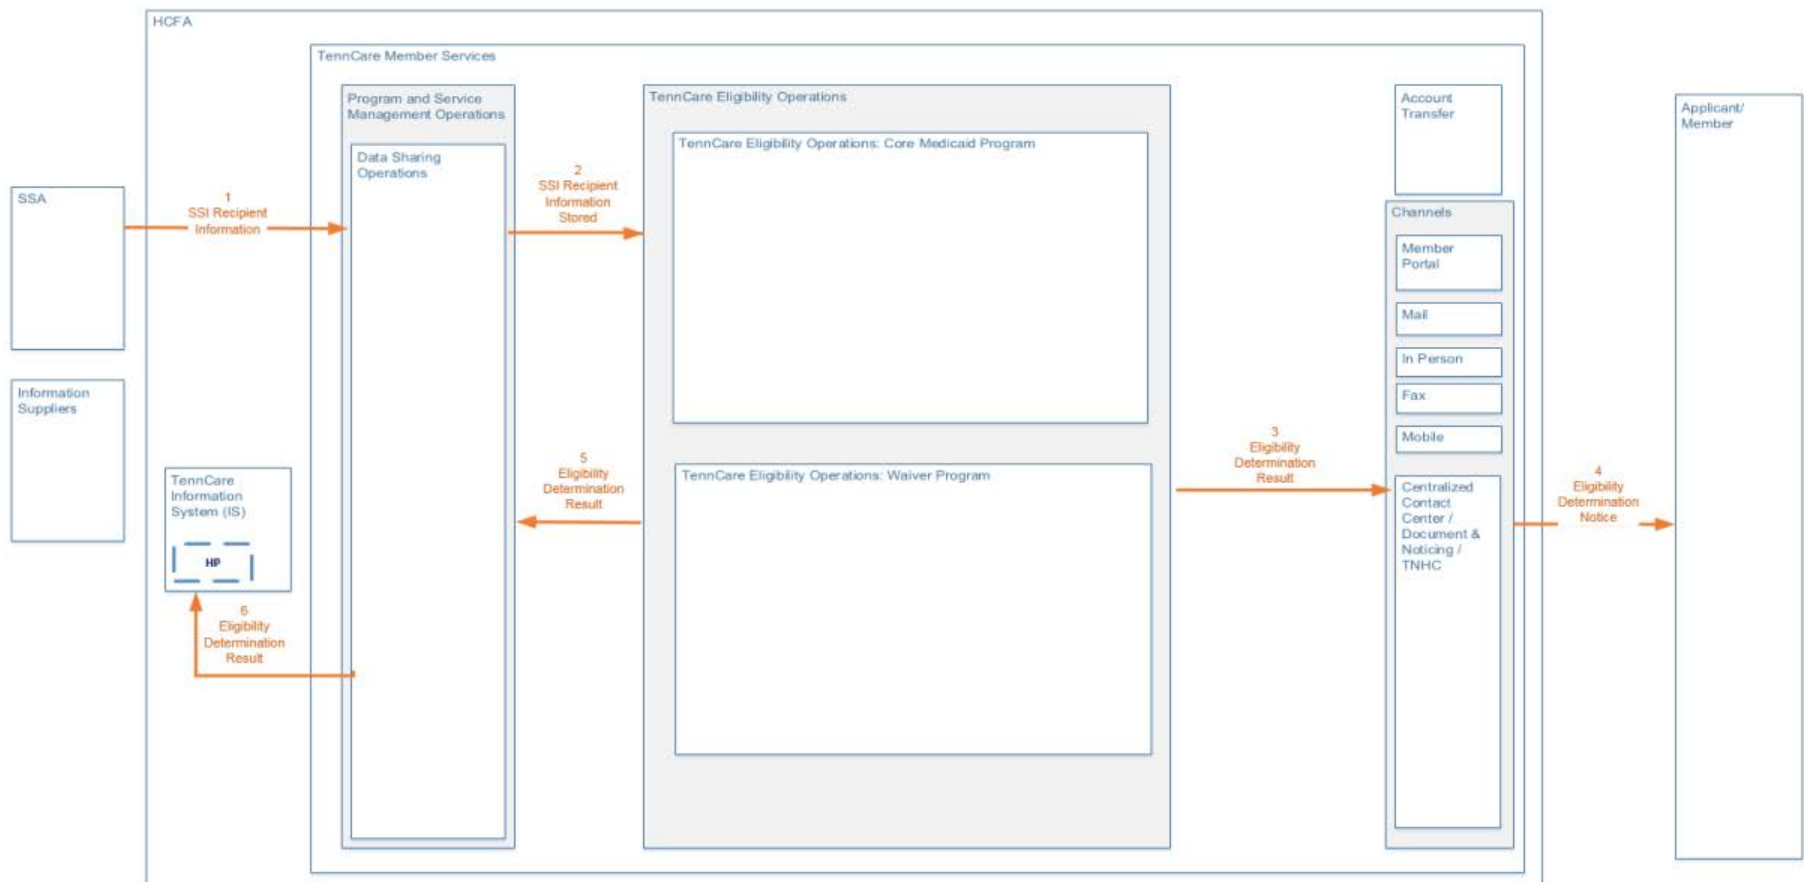 HCFA
TennCare Member Services
Program and Service
Management Operations
Data Sharing
Operations
TennCare Eligibility Operations
TennCare Eligibility Operations: Core Medicaid Program
TennCare Eligibility Operations: Waiver Program
Account
Transfer
Channels
Member
Portal
Mail
In Person
Fax
Mobile
Centralized
Contact
Center /
Document &
Noticing /
TNHC
Applicant/
Member
SSA
Information
Suppliers
TennCare
Information
System (IS)
HP
1
SSI Recipient
Information
2
SSI Recipient
Information
Stored
3
Eligibility
Determination
Result
4
Eligibility
Determination
Notice
5
Eligibility
Determination
Result
6
Eligibility
Determination
Result